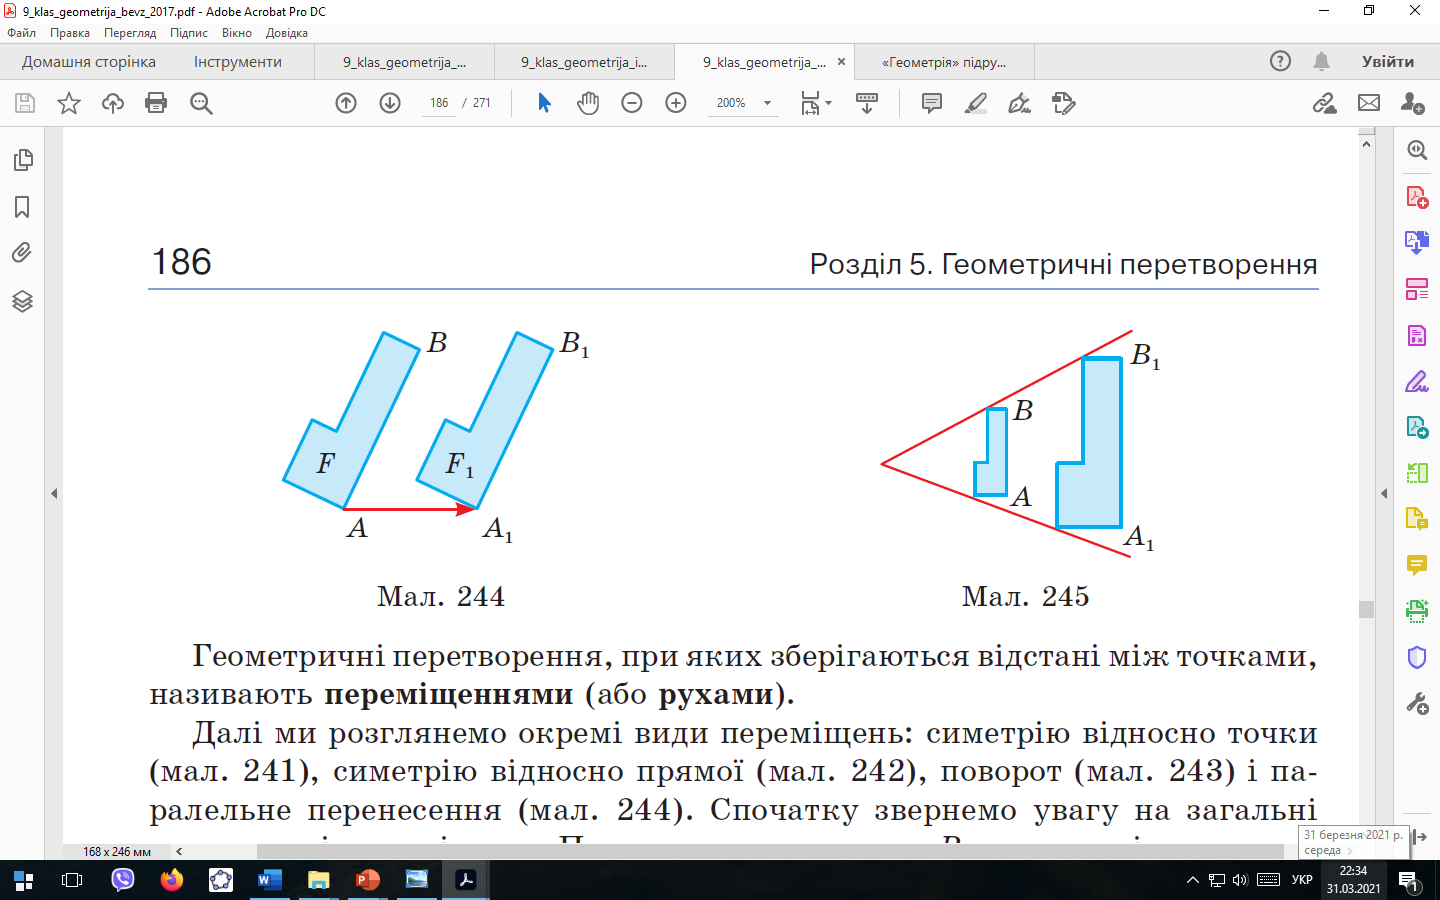 9_klas_geometrija_bevz_2017.pdf - Adobe Acrobat Pro DC
Файл Правка Перегляд Підпис Вікно Довідка
Домашня сторінка Інструменти 9_klas_geometrija_... 9_klas_geometrija_i... 9_klas_geometrija_... × «Геометрія» підру... Увійти
186 / 271 200%
186 Розділ 5. Геометричні перетворення
B B₁ B₁
B
F F₁
A
A A₁ A₁
Мал. 244 Мал. 245
Геометричні перетворення, при яких зберігаються відстані між точками,
називають переміщеннями (або рухами).
Далі ми розглянемо окремі види переміщень: симетрію відносно точки
(мал. 241), симетрію відносно прямої (мал. 242), поворот (мал. 243) і па-
ралельне перенесення (мал. 244). Спочатку звернемо увагу на загальні
31 березня 2021 р.
середа
168 x 246 мм
УКР 22:34
31.03.2021
1